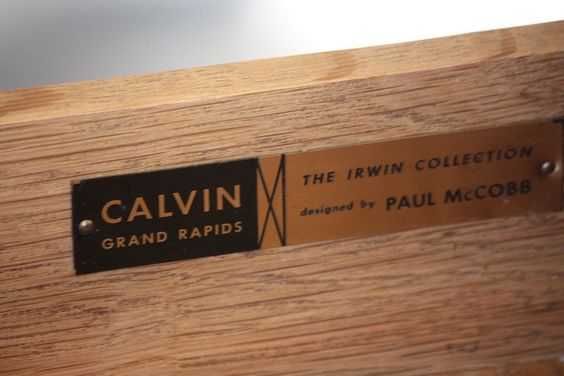 CALVIN
GRAND RAPIDS
THE IRWIN COLLECTION
designed by PAUL McCOBB